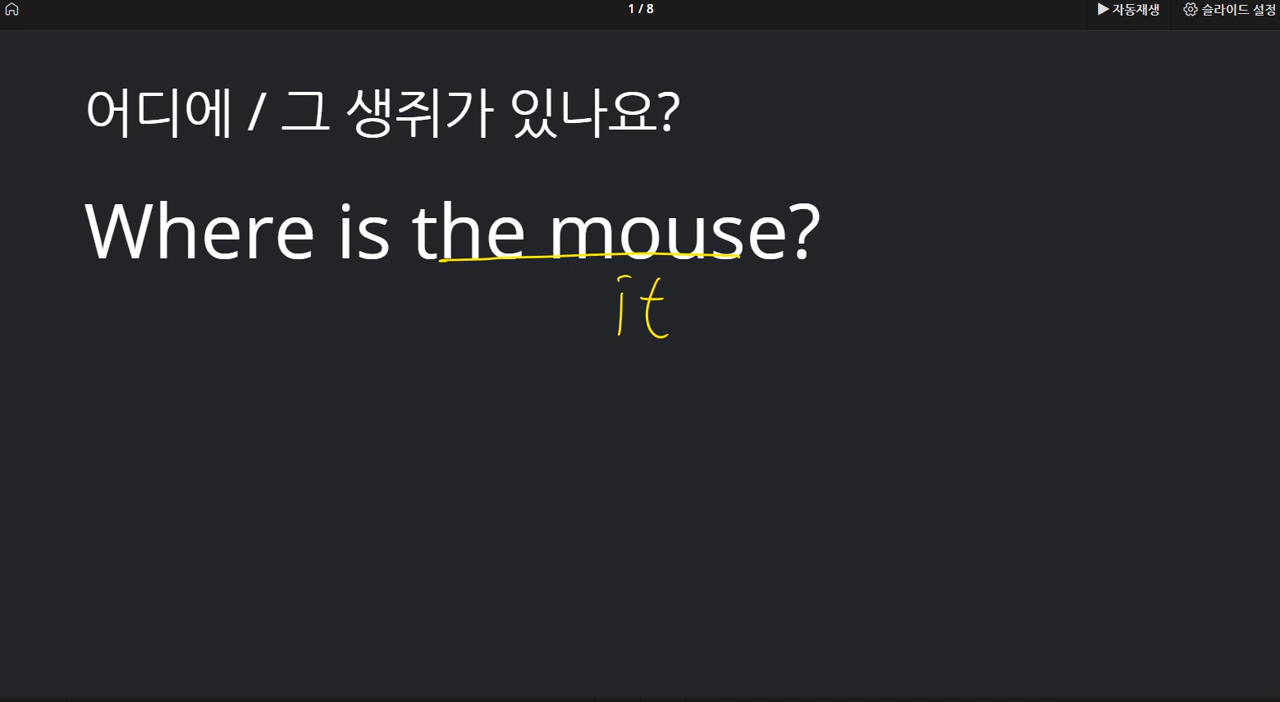 1 / 8
자동재생
슬라이드 설정
어디에 / 그 생쥐가 있나요?
Where is the mouse?
it